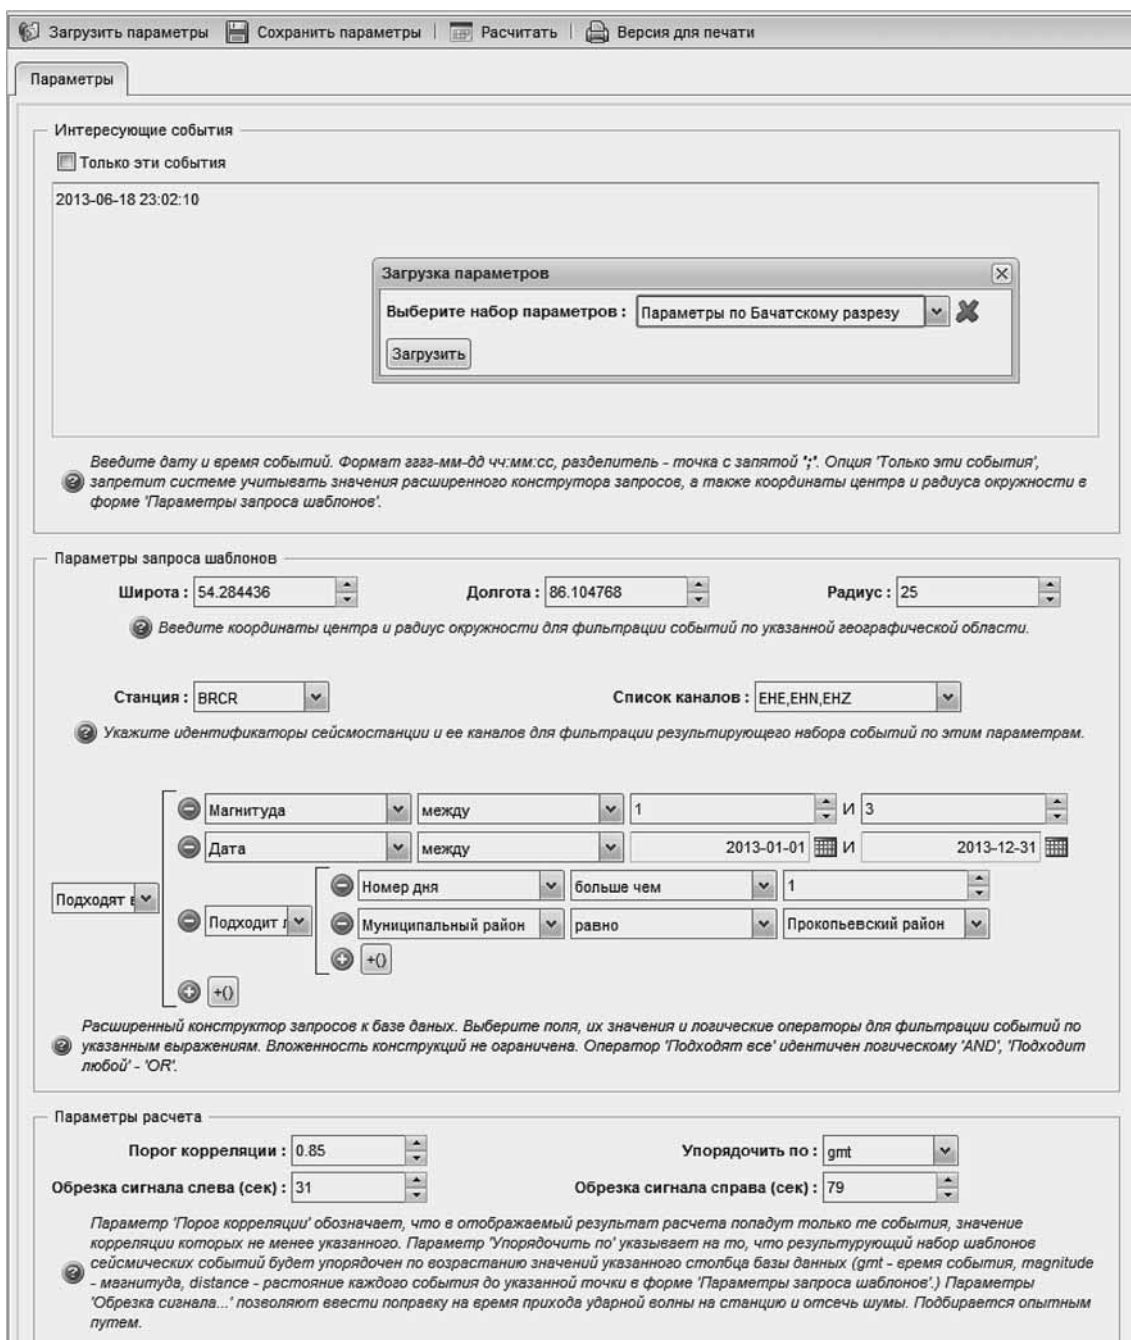 Загрузить параметры Сохранить параметры Расчитать Версия для печати
Параметры
Интересующие события
Только эти события
2013-06-18 23:02:10
Загрузка параметров
Выберите набор параметров : Параметры по Бачатскому разрезу
Загрузить
Введите дату и время событий. Формат гггг-мм-дд чч:мм:сс, разделитель - точка с запятой ';'. Опция 'Только эти события',
запретит системе учитывать значения расширенного конструтора запросов, а также координаты центра и радиуса окружности в
форме 'Параметры запроса шаблонов'.
Параметры запроса шаблонов
Широта : 54.284436 Долгота : 86.104768 Радиус : 25
Введите координаты центра и радиус окружности для фильтрации событий по указанной географической области.
Станция : BRCR Список каналов : EHE,EHN,EHZ
Укажите идентификаторы сейсмостанции и ее каналов для фильтрации результирующего набора событий по этим параметрам.
Магнитуда между 1 И 3
Дата между 2013-01-01 И 2013-12-31
Номер дня больше чем 1
Подходят в
Подходит л Муниципальный район равно Прокопьевский район
+()
+()
Расширенный конструктор запросов к базе даных. Выберите поля, их значения и логические операторы для фильтрации событий по
указанным выражениям. Вложенность конструкций не ограничена. Оператор 'Подходят все' идентичен логическому 'AND', 'Подходит
любой' - 'OR'.
Параметры расчета
Порог корреляции : 0.85 Упорядочить по : gmt
Обрезка сигнала слева (сек) : 31 Обрезка сигнала справа (сек) : 79
Параметр 'Порог корреляции' обозначает, что в отображаемый результат расчета попадут только те события, значение
корреляции которых не менее указанного. Параметр 'Упорядочить по' указывает на то, что результурующий набор шаблонов
сейсмических событий будет упорядочен по возрастанию значений указанного столбца базы данных (gmt - время события, magnitude
- магнитуда, distance - растояние каждого события до указанной точки в форме 'Параметры запроса шаблонов'.) Параметры
'Обрезка сигнала...' позволяют ввести поправку на время прихода ударной волны на станцию и отсечь шумы. Подбирается опытным
путем.